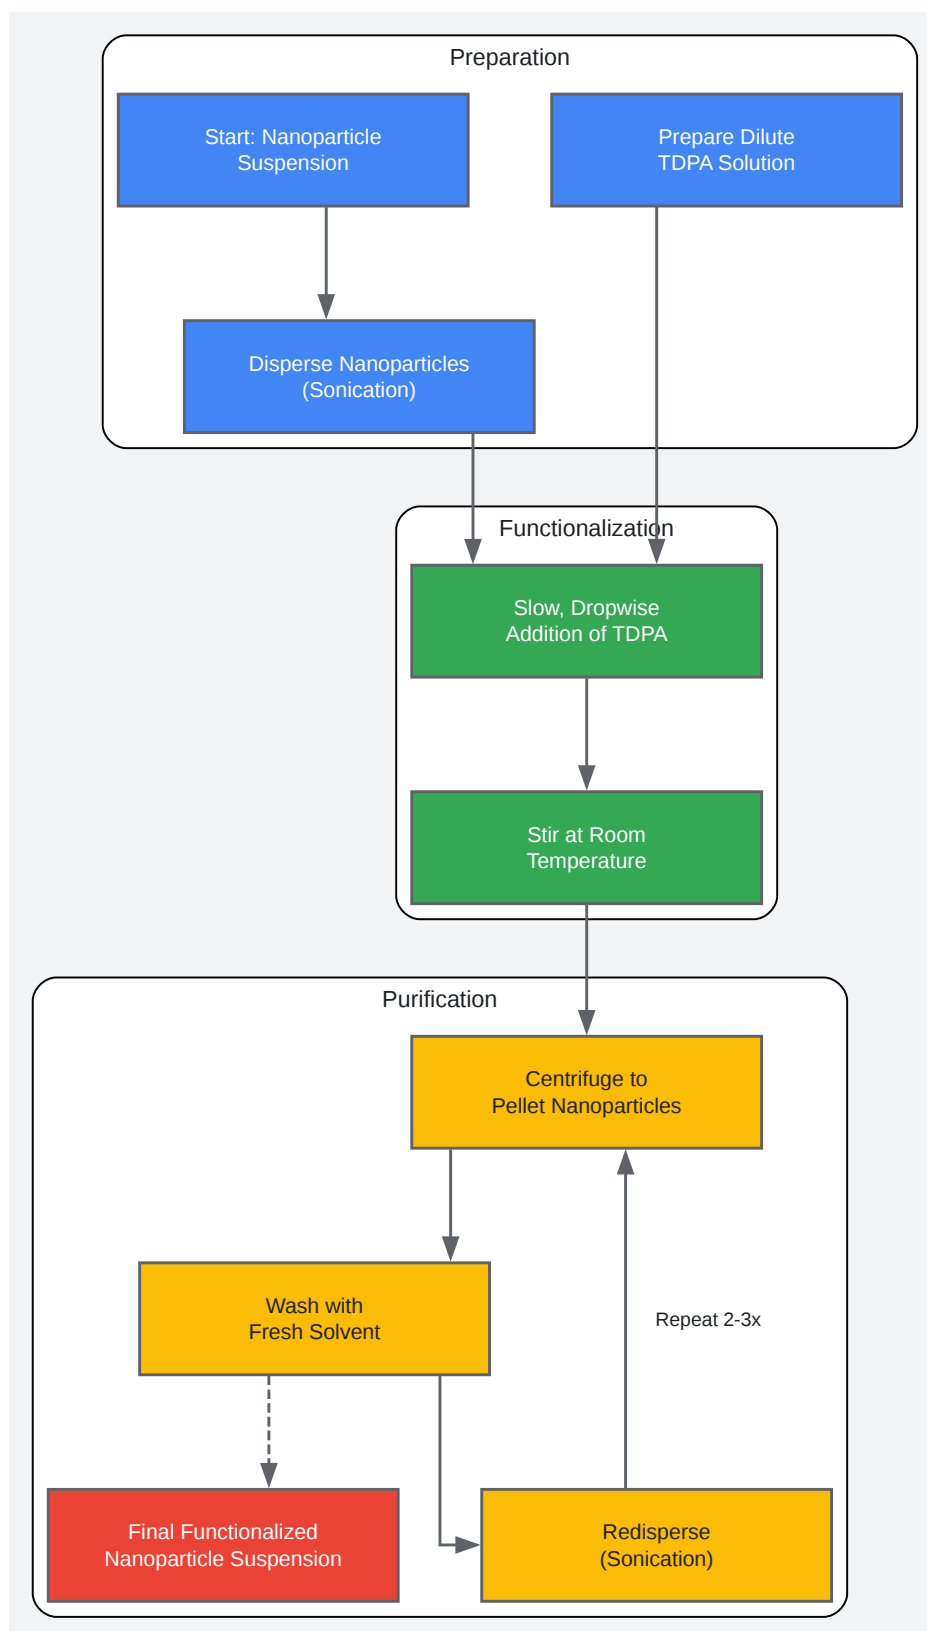 Preparation
Start: Nanoparticle
Suspension
Prepare Dilute
TDPA Solution
Disperse Nanoparticles
(Sonication)
Functionalization
Slow, Dropwise
Addition of TDPA
Stir at Room
Temperature
Purification
Centrifuge to
Pellet Nanoparticles
Wash with
Fresh Solvent
Repeat 2-3x
Final Functionalized
Nanoparticle Suspension
Redisperse
(Sonication)